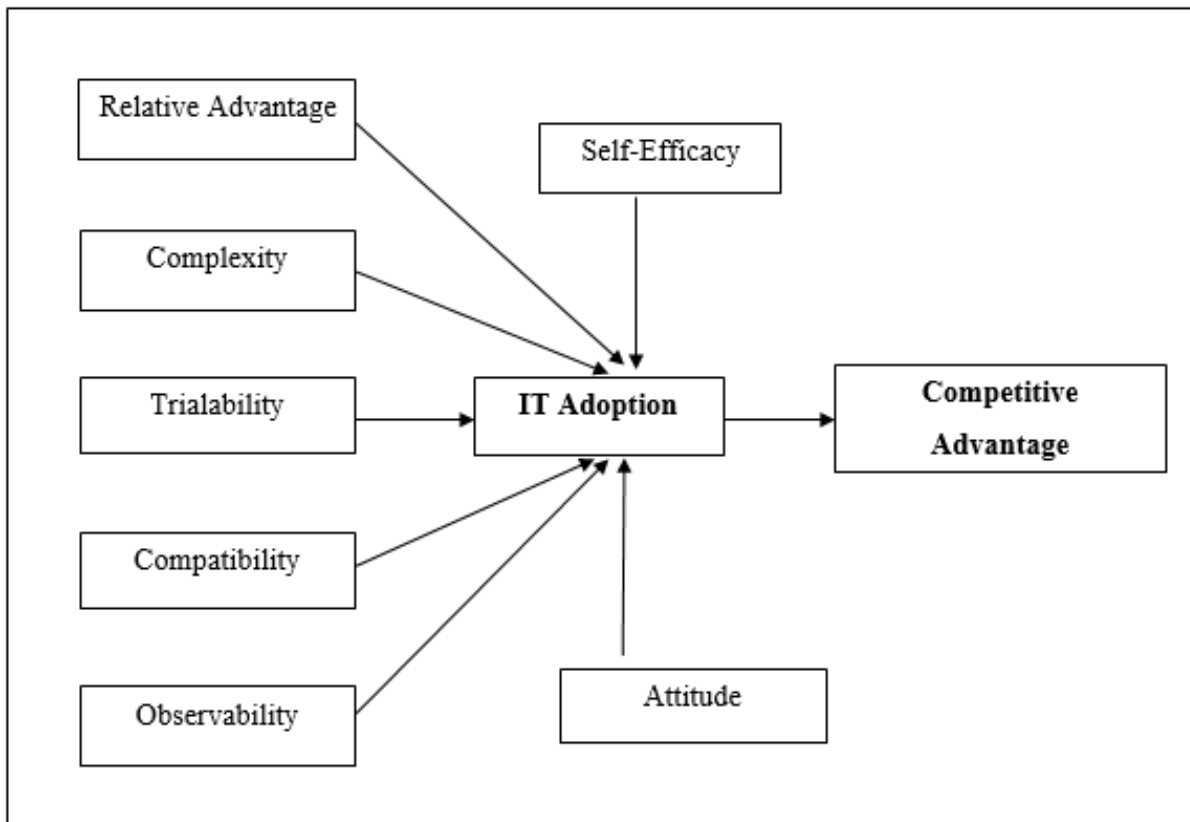 Relative Advantage
Self-Efficacy
Complexity
Trialability
IT Adoption
Competitive
Advantage
Compatibility
Observability
Attitude